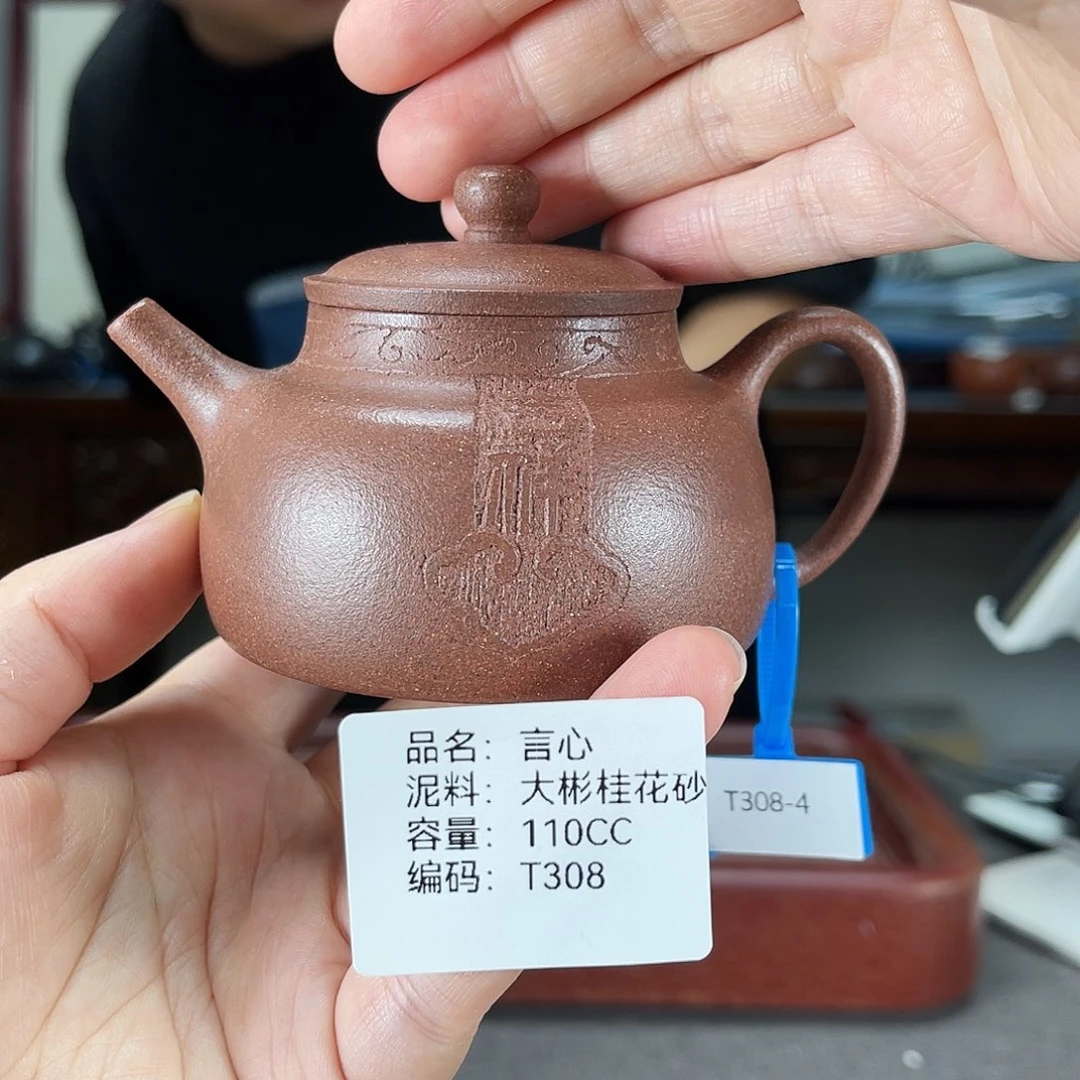 品名：言心
泥料：大彬桂花砂
容量：110CC
编码：T308
T308-4